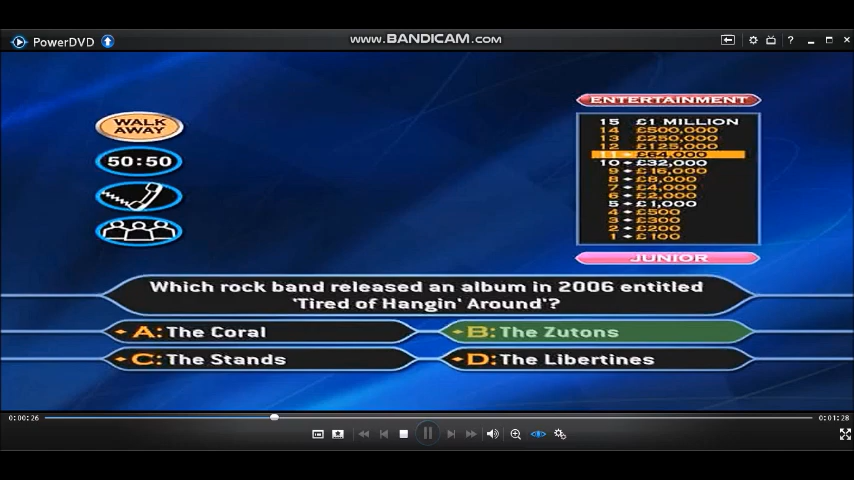 PowerDVD
www.BANDICAM.com
?
WALK AWAY
50:50
ENTERTAINMENT
15 £1 MILLION
14 £500,000
13 £250,000
12 £125,000
11 £64,000
10 £32,000
9 £16,000
8 £8,000
7 £4,000
6 £2,000
5 £1,000
4 £500
3 £300
2 £200
1 £100
JUNIOR
Which rock band released an album in 2006 entitled
'Tired of Hangin' Around'?
A: The Coral
B: The Zutons
C: The Stands
D: The Libertines
0:00:26
0:01:28